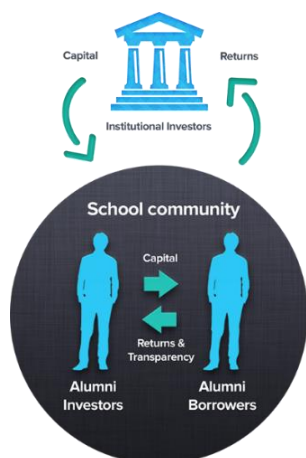 Capital
Returns
Institutional Investors
School community
Capital
Returns &
Transparency
Alumni
Investors
Alumni
Borrowers